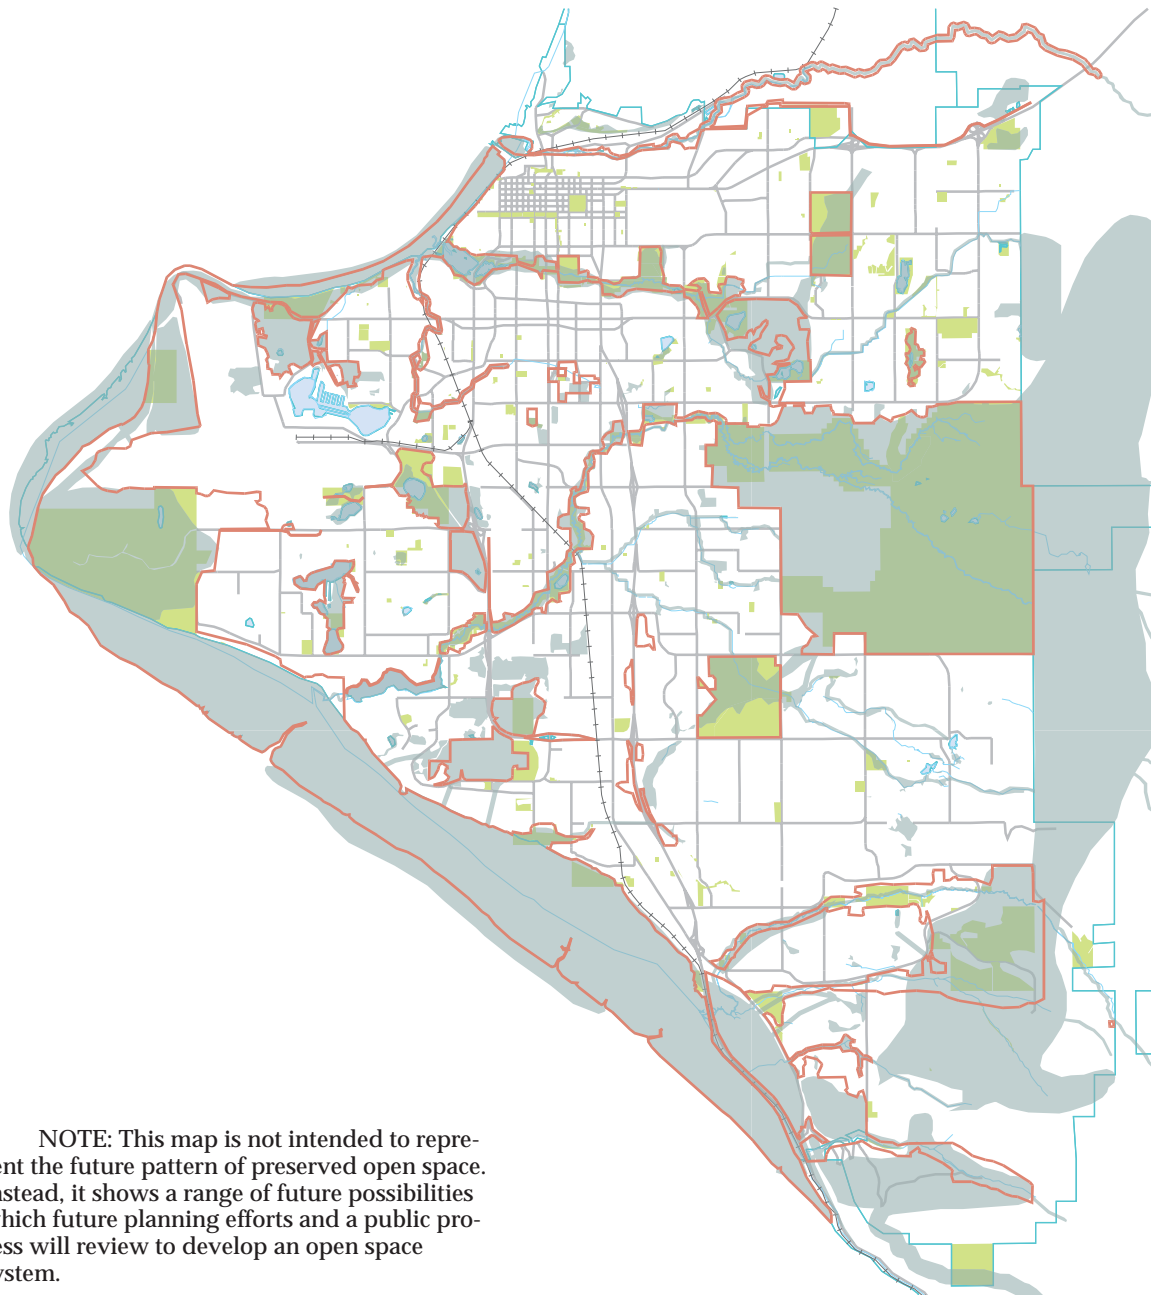 NOTE: This map is not intended to repre-
ent the future pattern of preserved open space.
nstead, it shows a range of future possibilities
hich future planning efforts and a public pro-
ess will review to develop an open space
ystem.